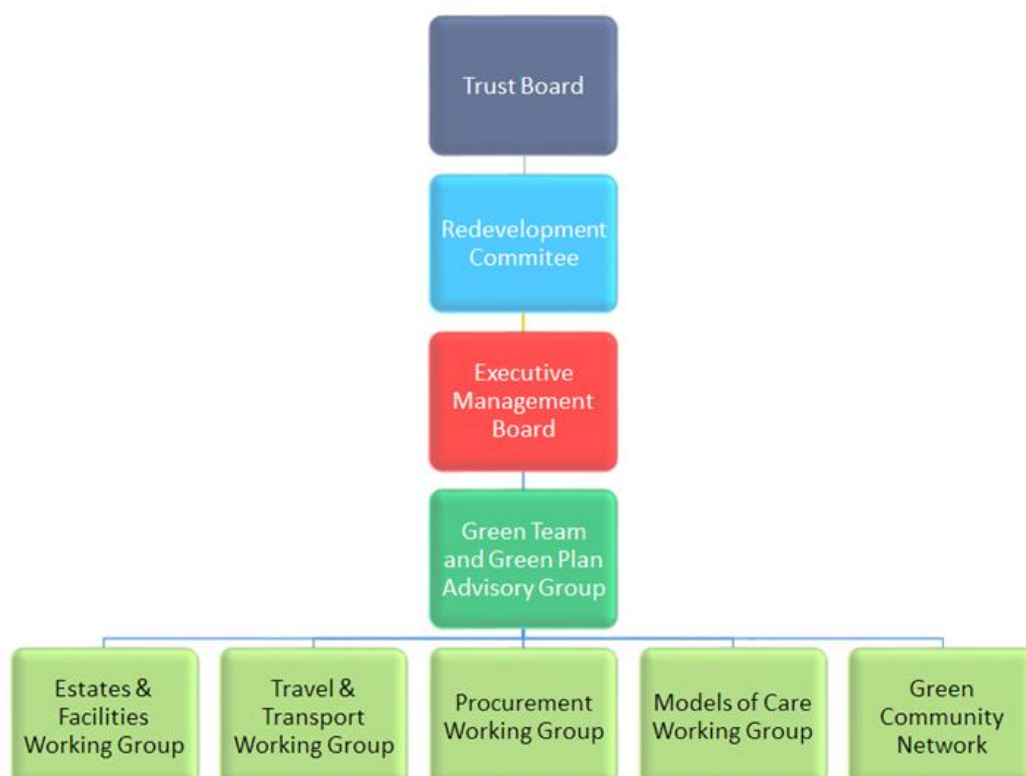 Trust Board
Redevelopment
Commitee
Executive
Management
Board
Green Team
and Green Plan
Advisory Group
Estates &
Facilities
Working Group
Travel &
Transport
Working Group
Procurement
Working Group
Models of Care
Working Group
Green
Community
Network